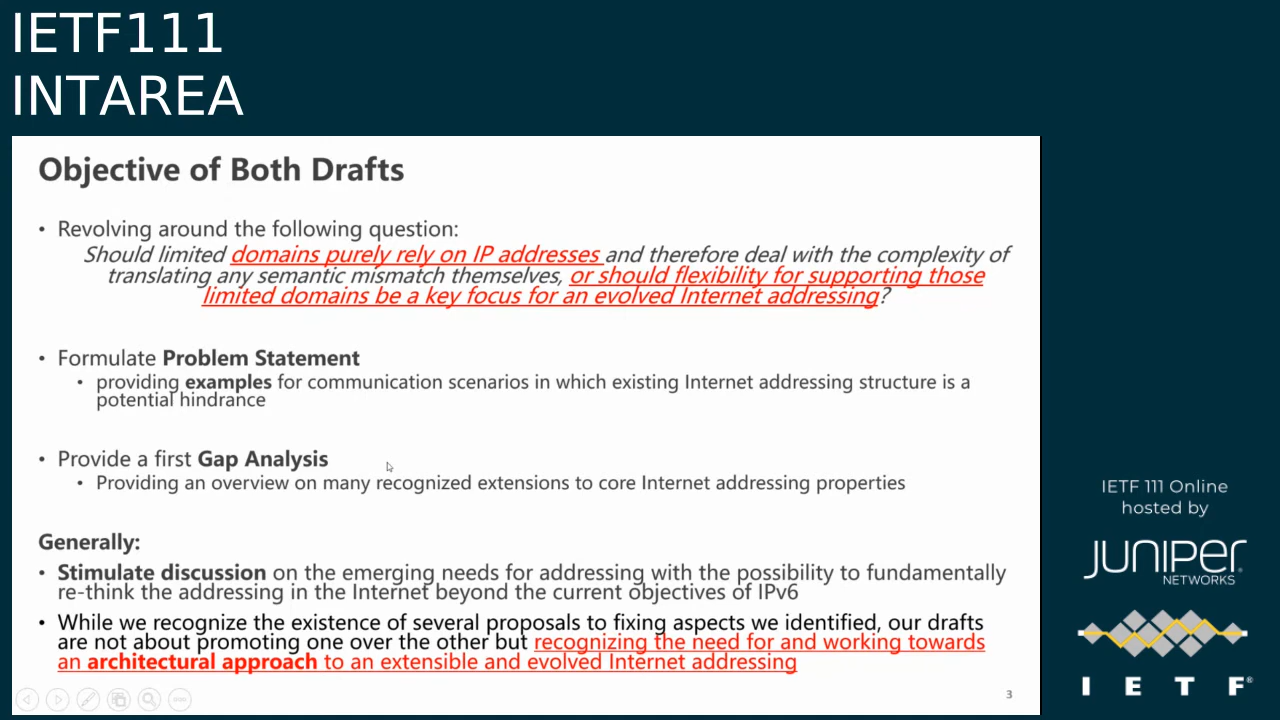 IETF111
INTAREA
Objective of Both Drafts
• Revolving around the following question:
Should limited domains purely rely on IP addresses and therefore deal with the complexity of
translating any semantic mismatch themselves, or should flexibility for supporting those
limited domains be a key focus for an evolved Internet addressing?
• Formulate Problem Statement
• providing examples for communication scenarios in which existing Internet addressing structure is a
potential hindrance
• Provide a first Gap Analysis
• Providing an overview on many recognized extensions to core Internet addressing properties
Generally:
• Stimulate discussion on the emerging needs for addressing with the possibility to fundamentally
re-think the addressing in the Internet beyond the current objectives of IPv6
• While we recognize the existence of several proposals to fixing aspects we identified, our drafts
are not about promoting one over the other but recognizing the need for and working towards
an architectural approach to an extensible and evolved Internet addressing
3
IETF 111 Online
hosted by
JUNIPER
NETWORKS
I E T F®